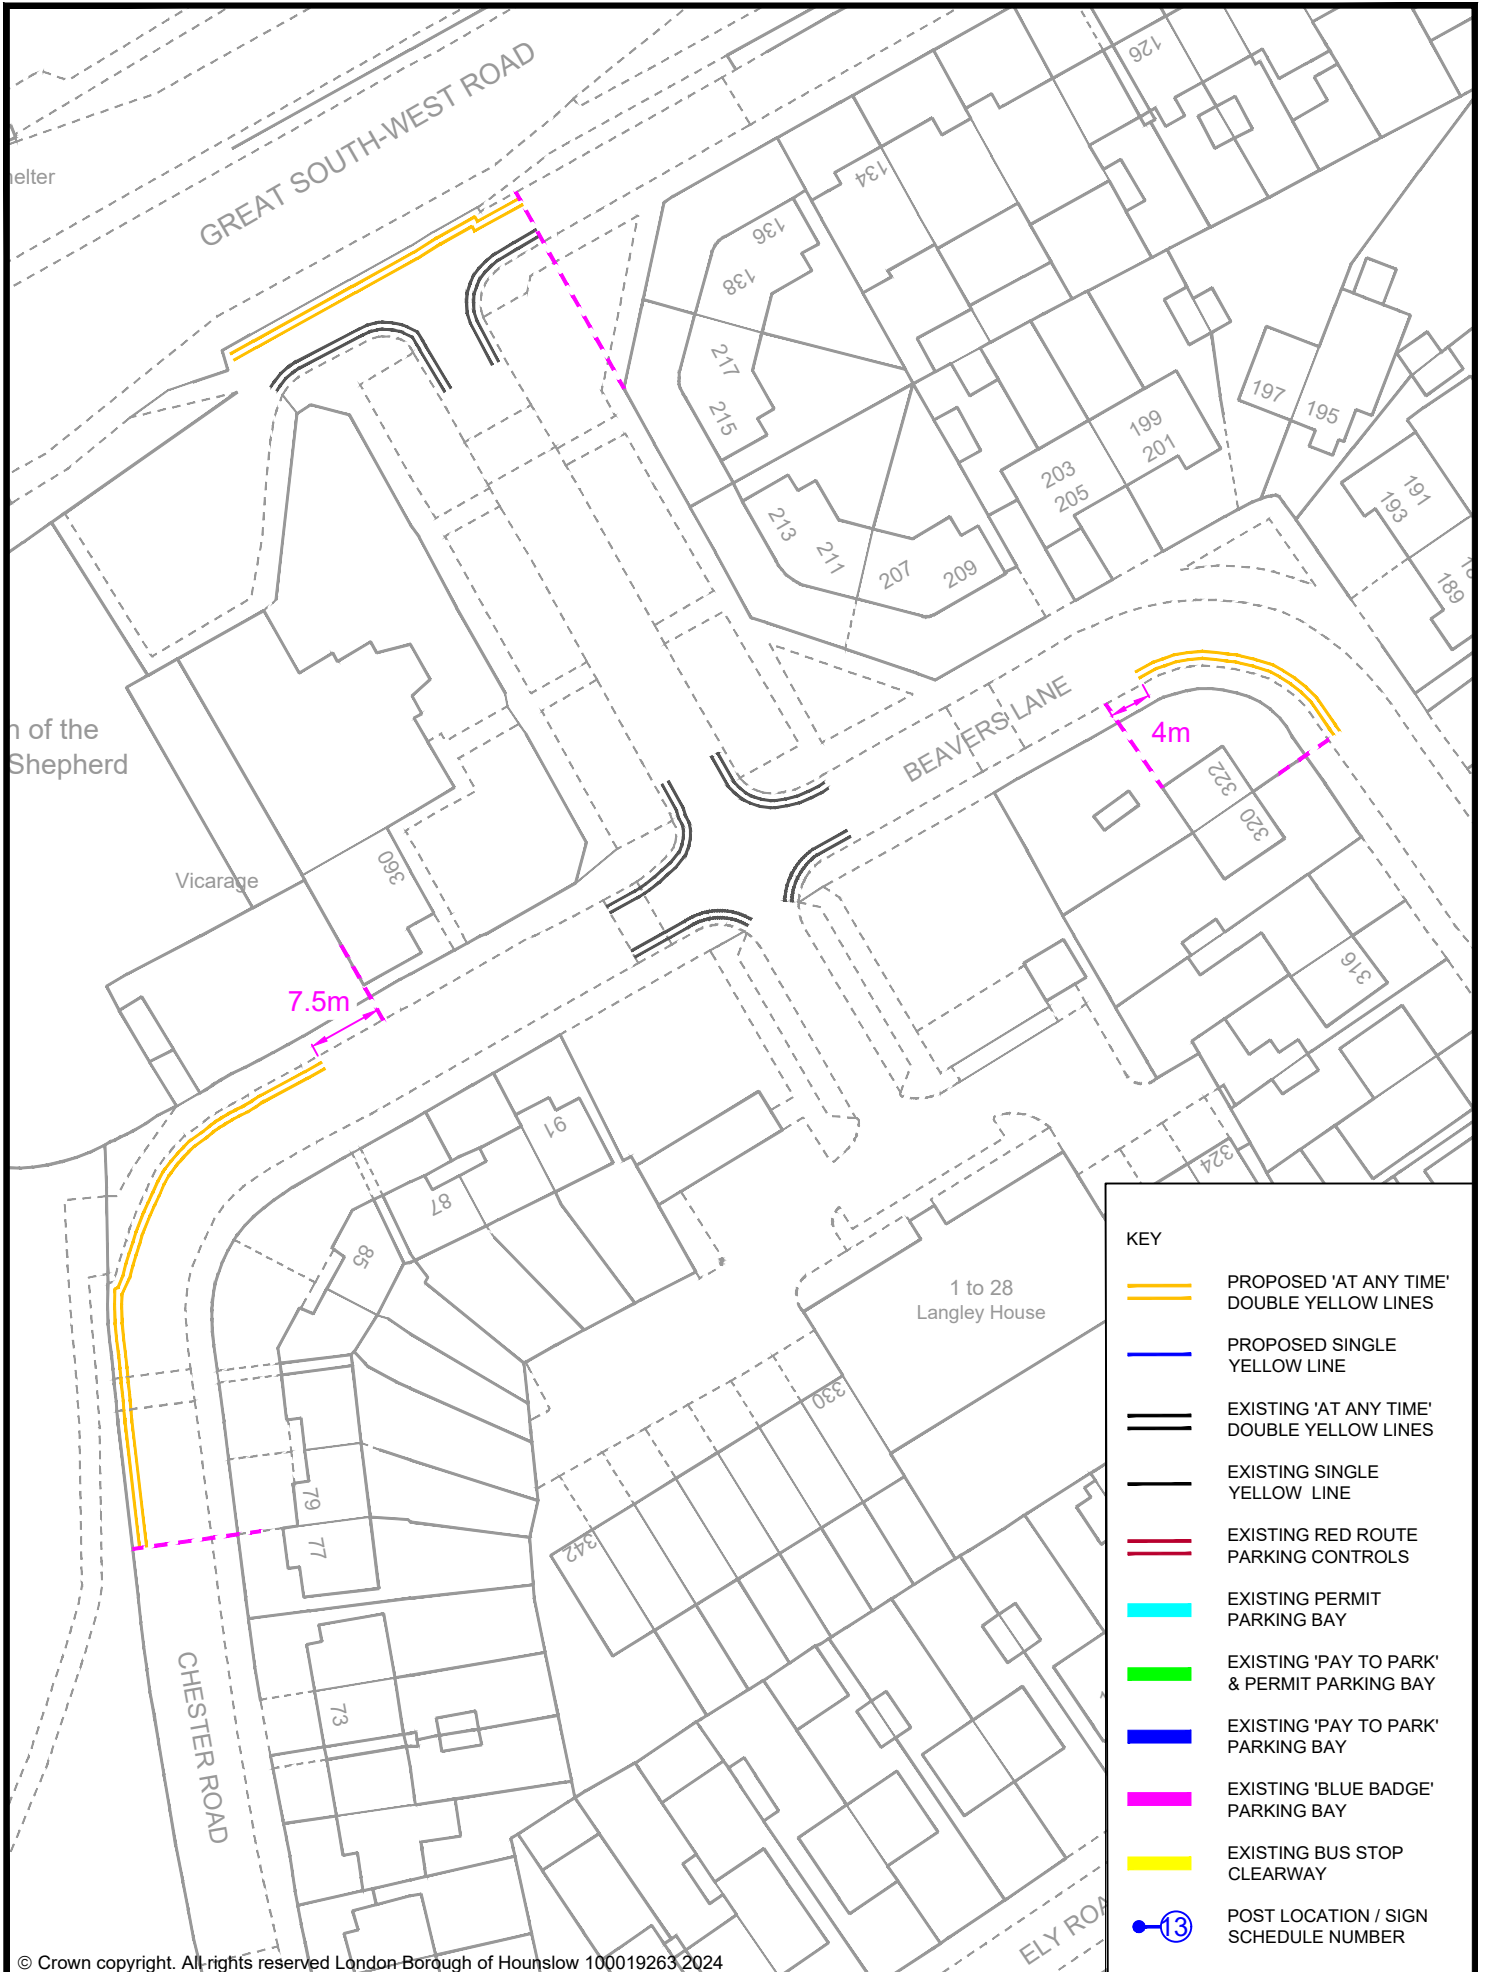 126
GREAT SOUTH-WEST ROAD
134
136
138
217
215
197
195
199
201
203
205
191
193
189
213
211
207
209
BEAVERS LANE
4m
322
320
of the
Shepherd
Vicarage
360
316
7.5m
91
87
85
324
1 to 28
Langley House
330
342
79
77
73
CHESTER ROAD
ELY
KEY
PROPOSED 'AT ANY TIME'
DOUBLE YELLOW LINES
PROPOSED SINGLE
YELLOW LINE
EXISTING 'AT ANY TIME'
DOUBLE YELLOW LINES
EXISTING SINGLE
YELLOW LINE
EXISTING RED ROUTE
PARKING CONTROLS
EXISTING PERMIT
PARKING BAY
EXISTING 'PAY TO PARK'
& PERMIT PARKING BAY
EXISTING 'PAY TO PARK'
PARKING BAY
EXISTING 'BLUE BADGE'
PARKING BAY
EXISTING BUS STOP
CLEARWAY
13
POST LOCATION / SIGN
SCHEDULE NUMBER
© Crown copyright. All rights reserved London Borough of Hounslow 100019263 2024